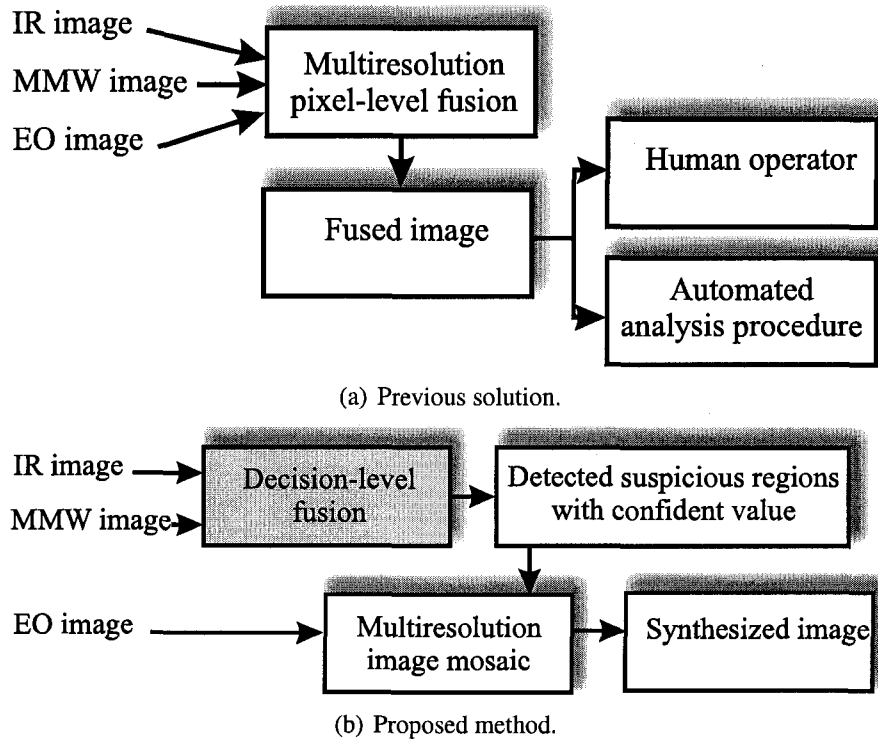 IR image
MMW image
EO image
Multiresolution
pixel-level fusion
Fused image
Human operator
Automated
analysis procedure
(a) Previous solution.
IR image
MMW image
Decision-level
fusion
Detected suspicious regions
with confident value
EO image
Multiresolution
image mosaic
Synthesized image
(b) Proposed method.